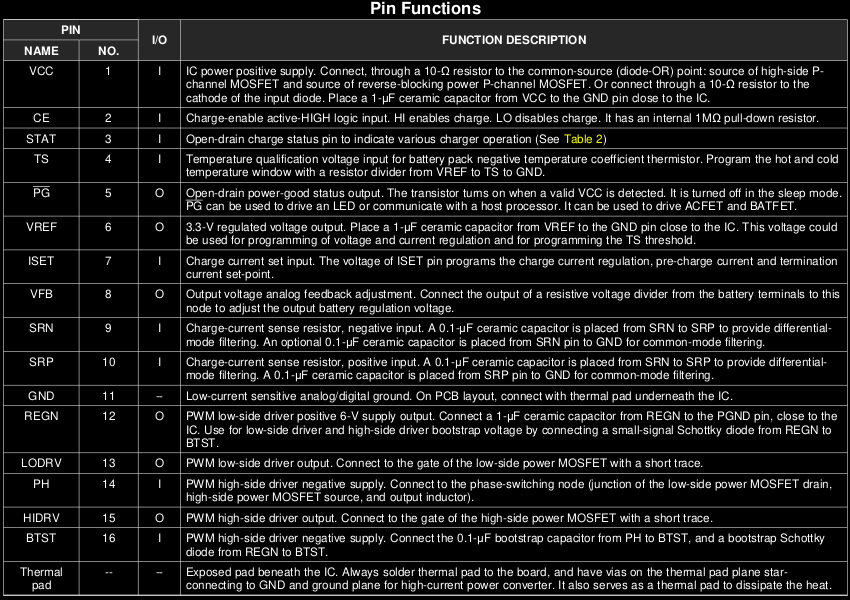 Pin Functions
PIN
I/O
FUNCTION DESCRIPTION
NAME NO.
VCC 1 I IC power positive supply. Connect, through a 10-Ω resistor to the common-source (diode-OR) point: source of high-side P-
channel MOSFET and source of reverse-blocking power P-channel MOSFET. Or connect through a 10-Ω resistor to the
cathode of the input diode. Place a 1-μF ceramic capacitor from VCC to the GND pin close to the IC.
CE 2 I Charge-enable active-HIGH logic input. HI enables charge. LO disables charge. It has an internal 1MΩ pull-down resistor.
STAT 3 I Open-drain charge status pin to indicate various charger operation (See Table 2)
TS 4 I Temperature qualification voltage input for battery pack negative temperature coefficient thermistor. Program the hot and cold
temperature window with a resistor divider from VREF to TS to GND.
P̅G̅ 5 O Open-drain power-good status output. The transistor turns on when a valid VCC is detected. It is turned off in the sleep mode.
P̅G̅ can be used to drive an LED or communicate with a host processor. It can be used to drive ACFET and BATFET.
VREF 6 O 3.3-V regulated voltage output. Place a 1-μF ceramic capacitor from VREF to the GND pin close to the IC. This voltage could
be used for programming of voltage and current regulation and for programming the TS threshold.
ISET 7 I Charge current set input. The voltage of ISET pin programs the charge current regulation, pre-charge current and termination
current set-point.
VFB 8 O Output voltage analog feedback adjustment. Connect the output of a resistive voltage divider from the battery terminals to this
node to adjust the output battery regulation voltage.
SRN 9 I Charge-current sense resistor, negative input. A 0.1-μF ceramic capacitor is placed from SRN to SRP to provide differential-
mode filtering. An optional 0.1-μF ceramic capacitor is placed from SRN pin to GND for common-mode filtering.
SRP 10 I Charge-current sense resistor, positive input. A 0.1-μF ceramic capacitor is placed from SRN to SRP to provide differential-
mode filtering. A 0.1-μF ceramic capacitor is placed from SRP pin to GND for common-mode filtering.
GND 11 – Low-current sensitive analog/digital ground. On PCB layout, connect with thermal pad underneath the IC.
REGN 12 O PWM low-side driver positive 6-V supply output. Connect a 1-μF ceramic capacitor from REGN to the PGND pin, close to the
IC. Use for low-side driver and high-side driver bootstrap voltage by connecting a small-signal Schottky diode from REGN to
BTST.
LODRV 13 O PWM low-side driver output. Connect to the gate of the low-side power MOSFET with a short trace.
PH 14 I PWM high-side driver negative supply. Connect to the phase-switching node (junction of the low-side power MOSFET drain,
high-side power MOSFET source, and output inductor).
HIDRV 15 O PWM high-side driver output. Connect to the gate of the high-side power MOSFET with a short trace.
BTST 16 I PWM high-side driver negative supply. Connect the 0.1-μF bootstrap capacitor from PH to BTST, and a bootstrap Schottky
diode from REGN to BTST.
Thermal -- – Exposed pad beneath the IC. Always solder thermal pad to the board, and have vias on the thermal pad plane star-
pad connecting to GND and ground plane for high-current power converter. It also serves as a thermal pad to dissipate the heat.